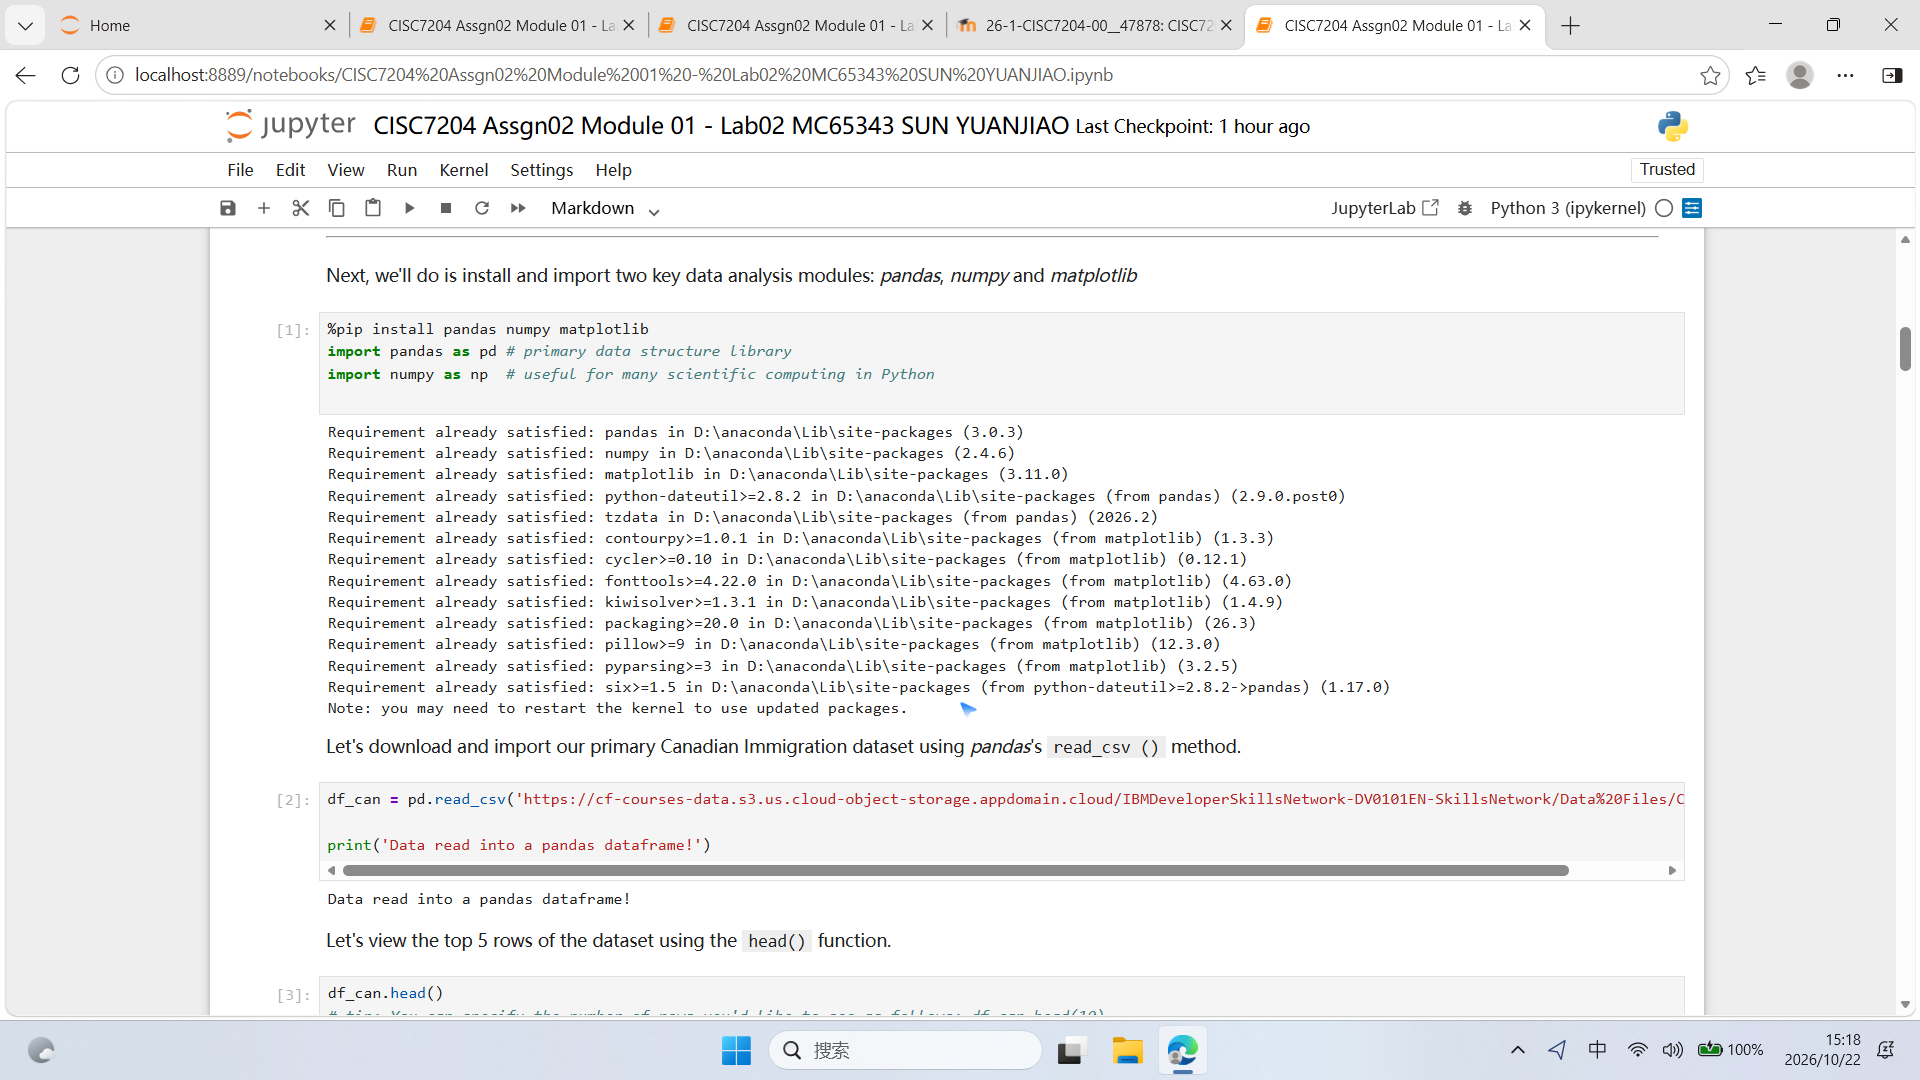 Home
CISC7204 Assgn02 Module 01 - La
CISC7204 Assgn02 Module 01 - La
26-1-CISC7204-00__47878: CISC72
CISC7204 Assgn02 Module 01 - La
localhost:8889/notebooks/CISC7204%20Assgn02%20Module%2001%20-%20Lab02%20MC65343%20SUN%20YUANJIAO.ipynb
jupyter CISC7204 Assgn02 Module 01 - Lab02 MC65343 SUN YUANJIAO Last Checkpoint: 1 hour ago
File Edit View Run Kernel Settings Help Trusted
Markdown JupyterLab Python 3 (ipykernel)
Next, we'll do is install and import two key data analysis modules: pandas, numpy and matplotlib
[1]: %pip install pandas numpy matplotlib
import pandas as pd # primary data structure library
import numpy as np  # useful for many scientific computing in Python
Requirement already satisfied: pandas in D:\anaconda\Lib\site-packages (3.0.3)
Requirement already satisfied: numpy in D:\anaconda\Lib\site-packages (2.4.6)
Requirement already satisfied: matplotlib in D:\anaconda\Lib\site-packages (3.11.0)
Requirement already satisfied: python-dateutil>=2.8.2 in D:\anaconda\Lib\site-packages (from pandas) (2.9.0.post0)
Requirement already satisfied: tzdata in D:\anaconda\Lib\site-packages (from pandas) (2026.2)
Requirement already satisfied: contourpy>=1.0.1 in D:\anaconda\Lib\site-packages (from matplotlib) (1.3.3)
Requirement already satisfied: cycler>=0.10 in D:\anaconda\Lib\site-packages (from matplotlib) (0.12.1)
Requirement already satisfied: fonttools>=4.22.0 in D:\anaconda\Lib\site-packages (from matplotlib) (4.63.0)
Requirement already satisfied: kiwisolver>=1.3.1 in D:\anaconda\Lib\site-packages (from matplotlib) (1.4.9)
Requirement already satisfied: packaging>=20.0 in D:\anaconda\Lib\site-packages (from matplotlib) (26.3)
Requirement already satisfied: pillow>=9 in D:\anaconda\Lib\site-packages (from matplotlib) (12.3.0)
Requirement already satisfied: pyparsing>=3 in D:\anaconda\Lib\site-packages (from matplotlib) (3.2.5)
Requirement already satisfied: six>=1.5 in D:\anaconda\Lib\site-packages (from python-dateutil>=2.8.2->pandas) (1.17.0)
Note: you may need to restart the kernel to use updated packages.
Let's download and import our primary Canadian Immigration dataset using pandas's read_csv () method.
[2]: df_can = pd.read_csv('https://cf-courses-data.s3.us.cloud-object-storage.appdomain.cloud/IBMDeveloperSkillsNetwork-DV0101EN-SkillsNetwork/Data%20Files/C
print('Data read into a pandas dataframe!')
Data read into a pandas dataframe!
Let's view the top 5 rows of the dataset using the head() function.
[3]: df_can.head()
# tip: You can specify the number of rows you'd like to see as follows: df_can.head(10)
搜索
中
100%
15:18
2026/10/22